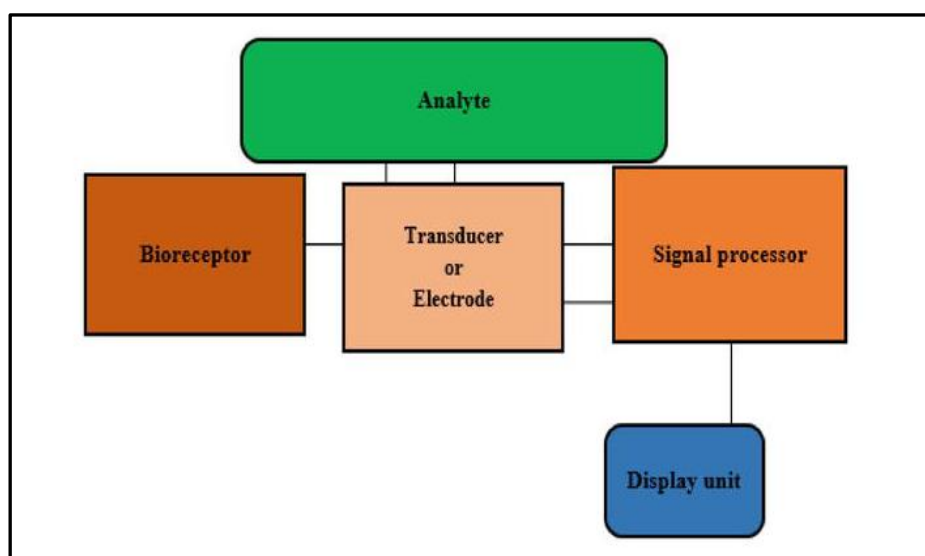 Analyte
Bioreceptor
Transducer
or
Electrode
Signal processor
Display unit